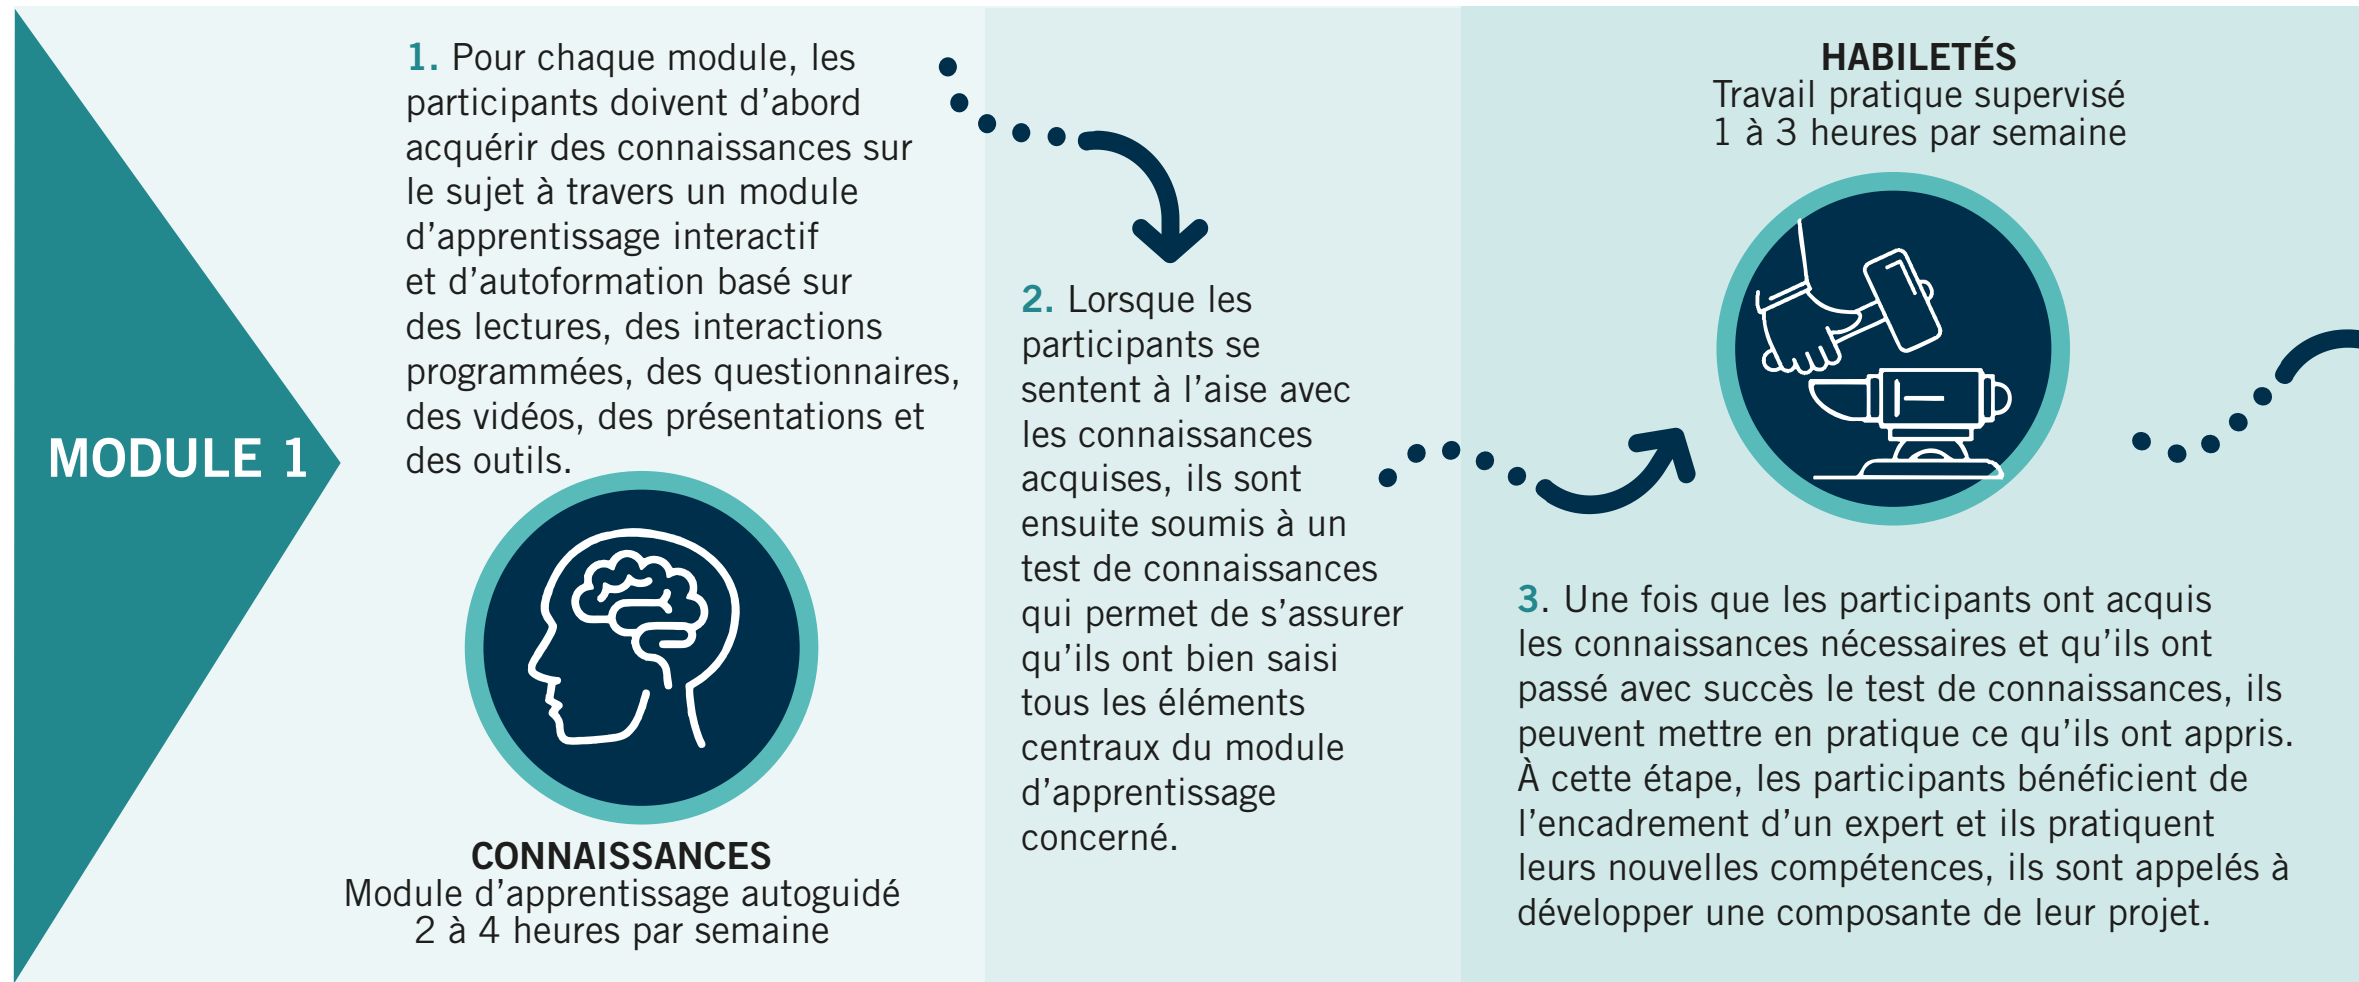 MODULE 1
1. Pour chaque module, les
participants doivent d’abord
acquérir des connaissances sur
le sujet à travers un module
d’apprentissage interactif
et d’autoformation basé sur
des lectures, des interactions
programmées, des questionnaires,
des vidéos, des présentations et
des outils.
CONNAISSANCES
Module d’apprentissage autoguidé
2 à 4 heures par semaine
2. Lorsque les
participants se
sentent à l’aise avec
les connaissances
acquises, ils sont
ensuite soumis à un
test de connaissances
qui permet de s’assurer
qu’ils ont bien saisi
tous les éléments
centraux du module
d’apprentissage
concerné.
HABILETÉS
Travail pratique supervisé
1 à 3 heures par semaine
3. Une fois que les participants ont acquis
les connaissances nécessaires et qu’ils ont
passé avec succès le test de connaissances, ils
peuvent mettre en pratique ce qu’ils ont appris.
À cette étape, les participants bénéficient de
l’encadrement d’un expert et ils pratiquent
leurs nouvelles compétences, ils sont appelés à
développer une composante de leur projet.